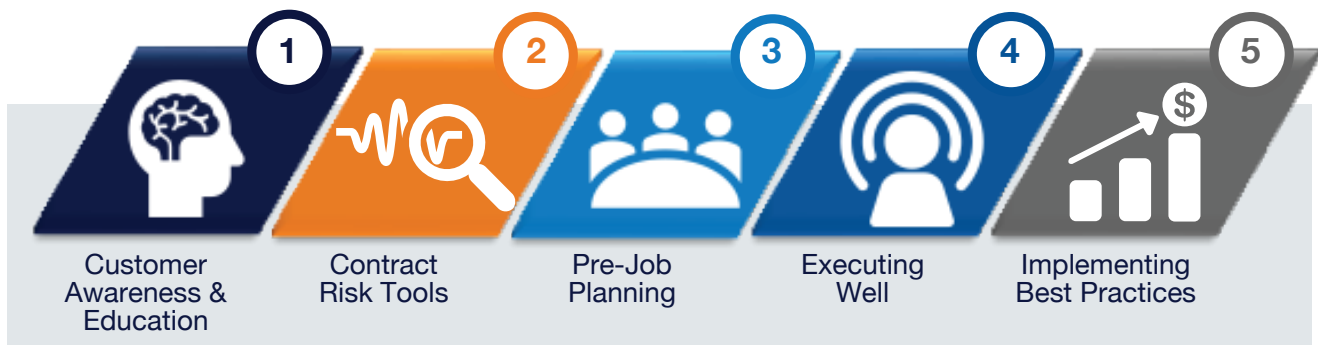 1
2
3
4
5
$
Customer
Awareness &
Education
Contract
Risk Tools
Pre-Job
Planning
Executing
Well
Implementing
Best Practices